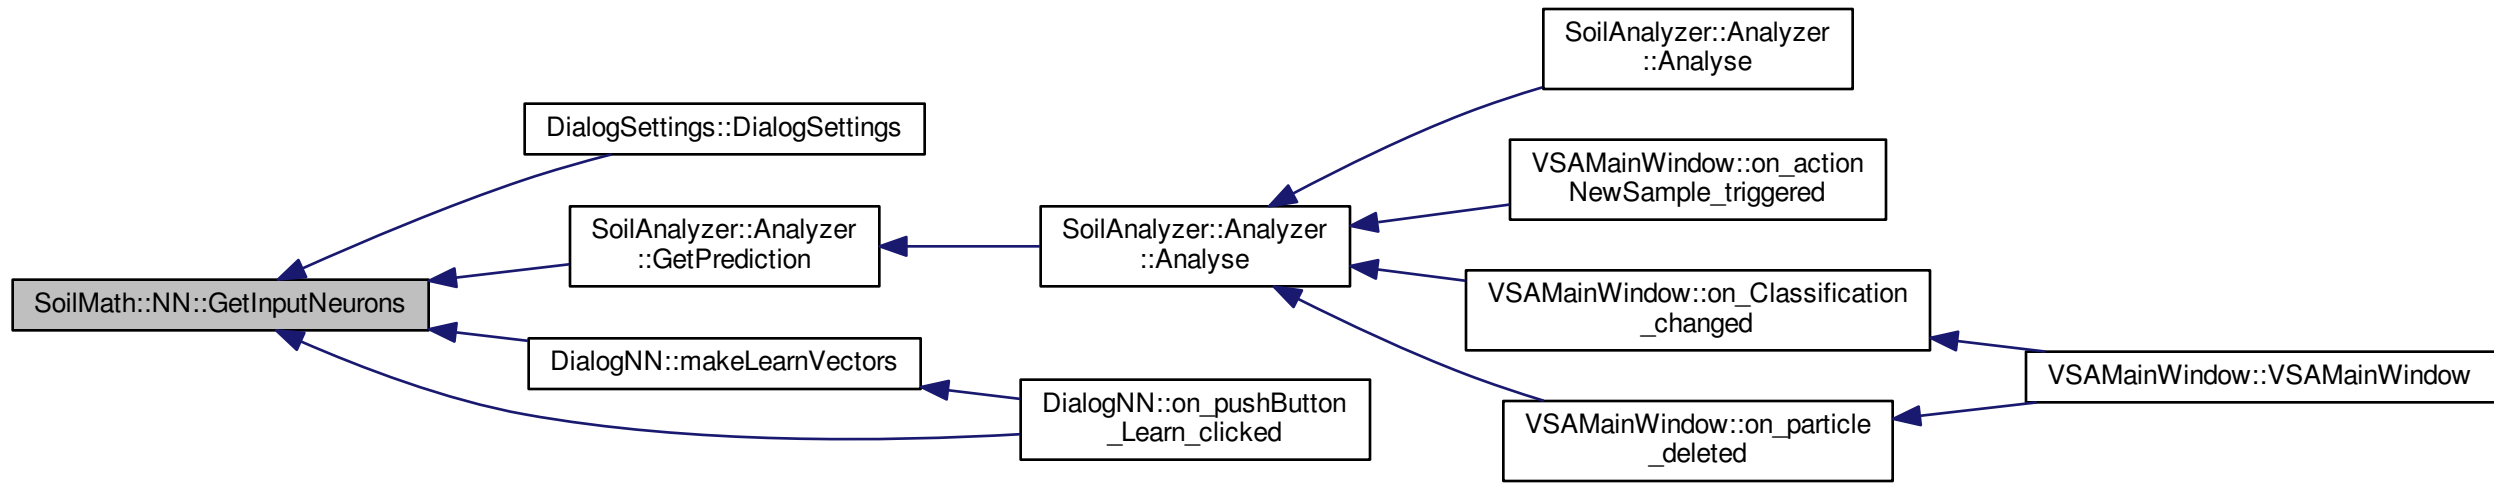 SoilMath::NN::GetInputNeurons
DialogSettings::DialogSettings
SoilAnalyzer::Analyzer
::GetPrediction
DialogNN::makeLearnVectors
SoilAnalyzer::Analyzer
::Analyse
DialogNN::on_pushButton
_Learn_clicked
SoilAnalyzer::Analyzer
::Analyse
VSAMainWindow::on_action
NewSample_triggered
VSAMainWindow::on_Classification
_changed
VSAMainWindow::on_particle
_deleted
VSAMainWindow::VSAMainWindow